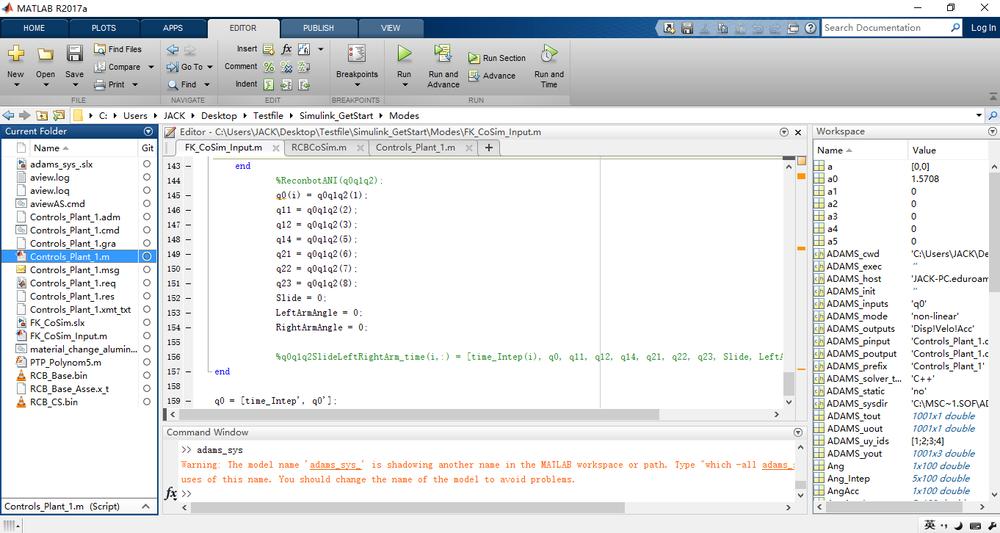 MATLAB R2017a
HOME PLOTS APPS EDITOR PUBLISH VIEW Search Documentation Log In
New Open Save Find Files Compare Print
FILE
Go To Find
NAVIGATE
Insert fx
Comment
Indent
EDIT
Breakpoints
BREAKPOINTS
Run Run and Advance Run Section Advance Run and Time
RUN
C: Users JACK Desktop Testfile Simulink_GetStart Modes
Current Folder
Name Git
adams_sys_.slx
aview.log
aview.loq
aviewAS.cmd
Controls_Plant_1.adm
Controls_Plant_1.cmd
Controls_Plant_1.gra
Controls_Plant_1.m
Controls_Plant_1.msg
Controls_Plant_1.req
Controls_Plant_1.res
Controls_Plant_1.xmt_txt
FK_CoSim.slx
FK_CoSim_Input.m
material_change_alumin...
PTP_Polynom5.m
RCB_Base.bin
RCB_Base_Asse.x_t
RCB_CS.bin
Controls_Plant_1.m (Script)
Editor - C:\Users\JACK\Desktop\Testfile\Simulink_GetStart\Modes\FK_CoSim_Input.m
FK_CoSim_Input.m RCBCoSim.m Controls_Plant_1.m
143 – end
144 %ReconbotANI(q0q1q2);
145 – q0(i) = q0q1q2(1);
146 – q11 = q0q1q2(2);
147 – q12 = q0q1q2(3);
148 – q14 = q0q1q2(5);
149 – q21 = q0q1q2(6);
150 – q22 = q0q1q2(7);
151 – q23 = q0q1q2(8);
152 – Slide = 0;
153 – LeftArmAngle = 0;
154 – RightArmAngle = 0;
155
156 %q0q1q2SlideLeftRightArm_time(i,:) = [time_Intep(i), q0, q11, q12, q14, q21, q22, q23, Slide, LeftA
157 – end
158
159 – q0 = [time_Intep', q0'];
Command Window
>> adams_sys
Warning: The model name 'adams_sys_' is shadowing another name in the MATLAB workspace or path. Type "which -all adams_s
uses of this name. You should change the name of the model to avoid problems.
fx >>
Workspace
Name Value
a [0,0]
a0 1.5708
a1 0
a2 0
a3 0
a4 0
a5 0
ADAMS_cwd 'C:\Users\JACK\De
ADAMS_exec ''
ADAMS_host 'JACK-PC.eduroam
ADAMS_init ''
ADAMS_inputs 'q0'
ADAMS_mode 'non-linear'
ADAMS_outputs 'Disp!Velo!Acc'
ADAMS_pinput 'Controls_Plant_1.c
ADAMS_poutput 'Controls_Plant_1.c
ADAMS_prefix 'Controls_Plant_1'
ADAMS_solver_t... 'C++'
ADAMS_static 'no'
ADAMS_sysdir 'C:\MSC~1.SOF\AD
ADAMS_tout 1001x1 double
ADAMS_uout 1001x1 double
ADAMS_uy_ids [1;2;3;4]
ADAMS_yout 1001x3 double
Ang 1x100 double
Ang_Intep 5x100 double
AngAcc 1x100 double
英